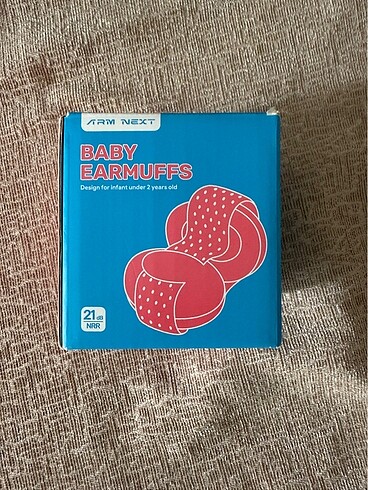 ARM NEXT
BABY
EARMUFFS
Design for infant under 2 years old
21 dB
NRR